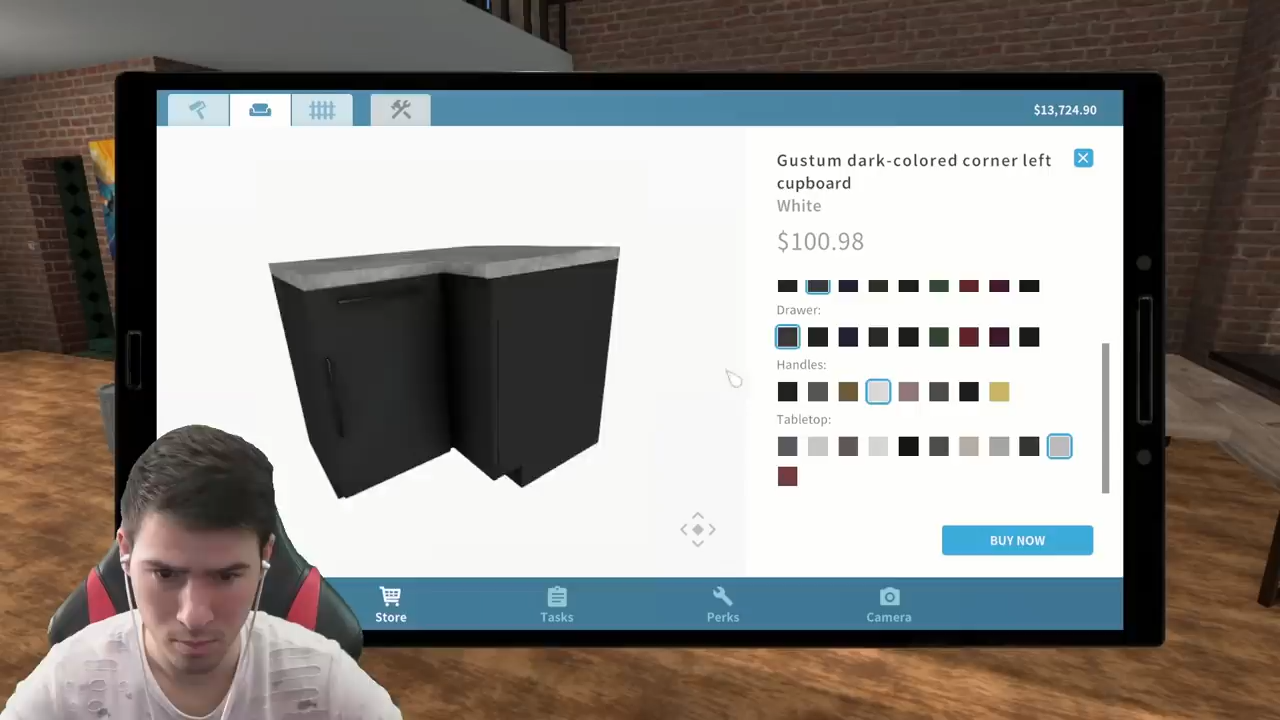 $13,724.90
Gustum dark-colored corner left
cupboard
White
$100.98
Drawer:
Handles:
Tabletop:
BUY NOW
Store
Tasks
Perks
Camera